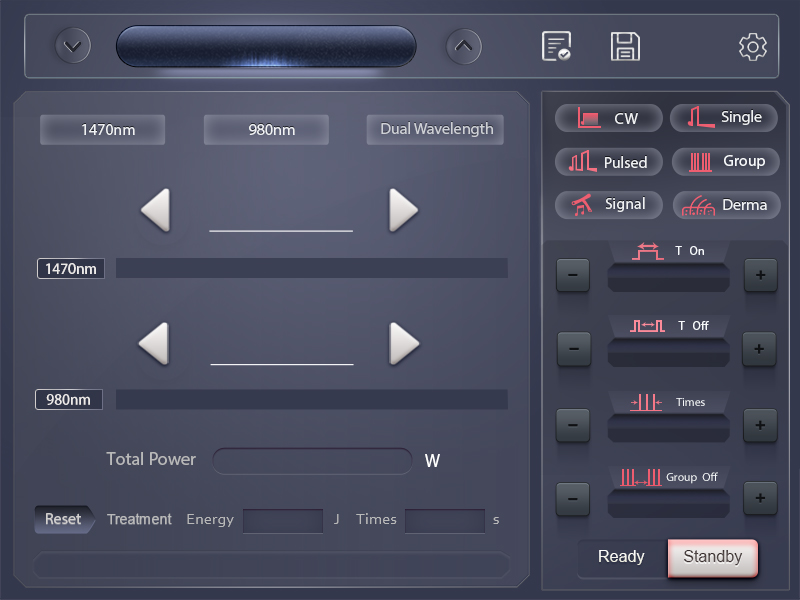 1470nm 980nm Dual Wavelength
1470nm
980nm
Total Power W
Reset Treatment Energy J Times s
CW Single
Pulsed Group
Signal Derma
T On
- +
T Off
- +
Times
- +
Group Off
- +
Ready Standby